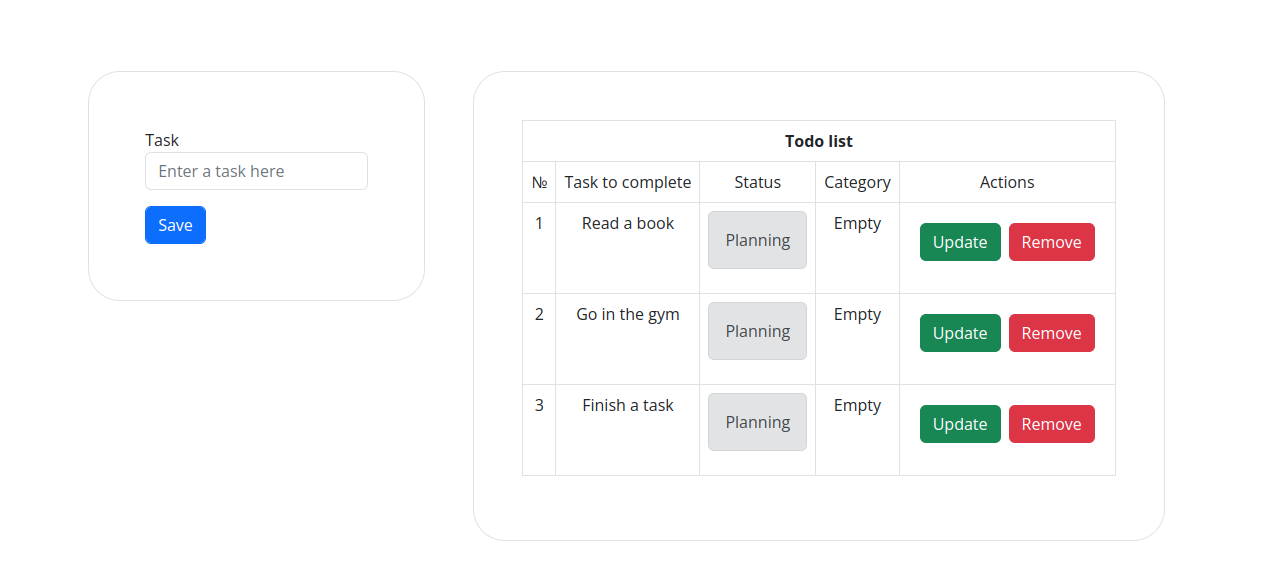 Task
Enter a task here
Save
Todo list
№ Task to complete Status Category Actions
1 Read a book Planning Empty Update Remove
2 Go in the gym Planning Empty Update Remove
3 Finish a task Planning Empty Update Remove